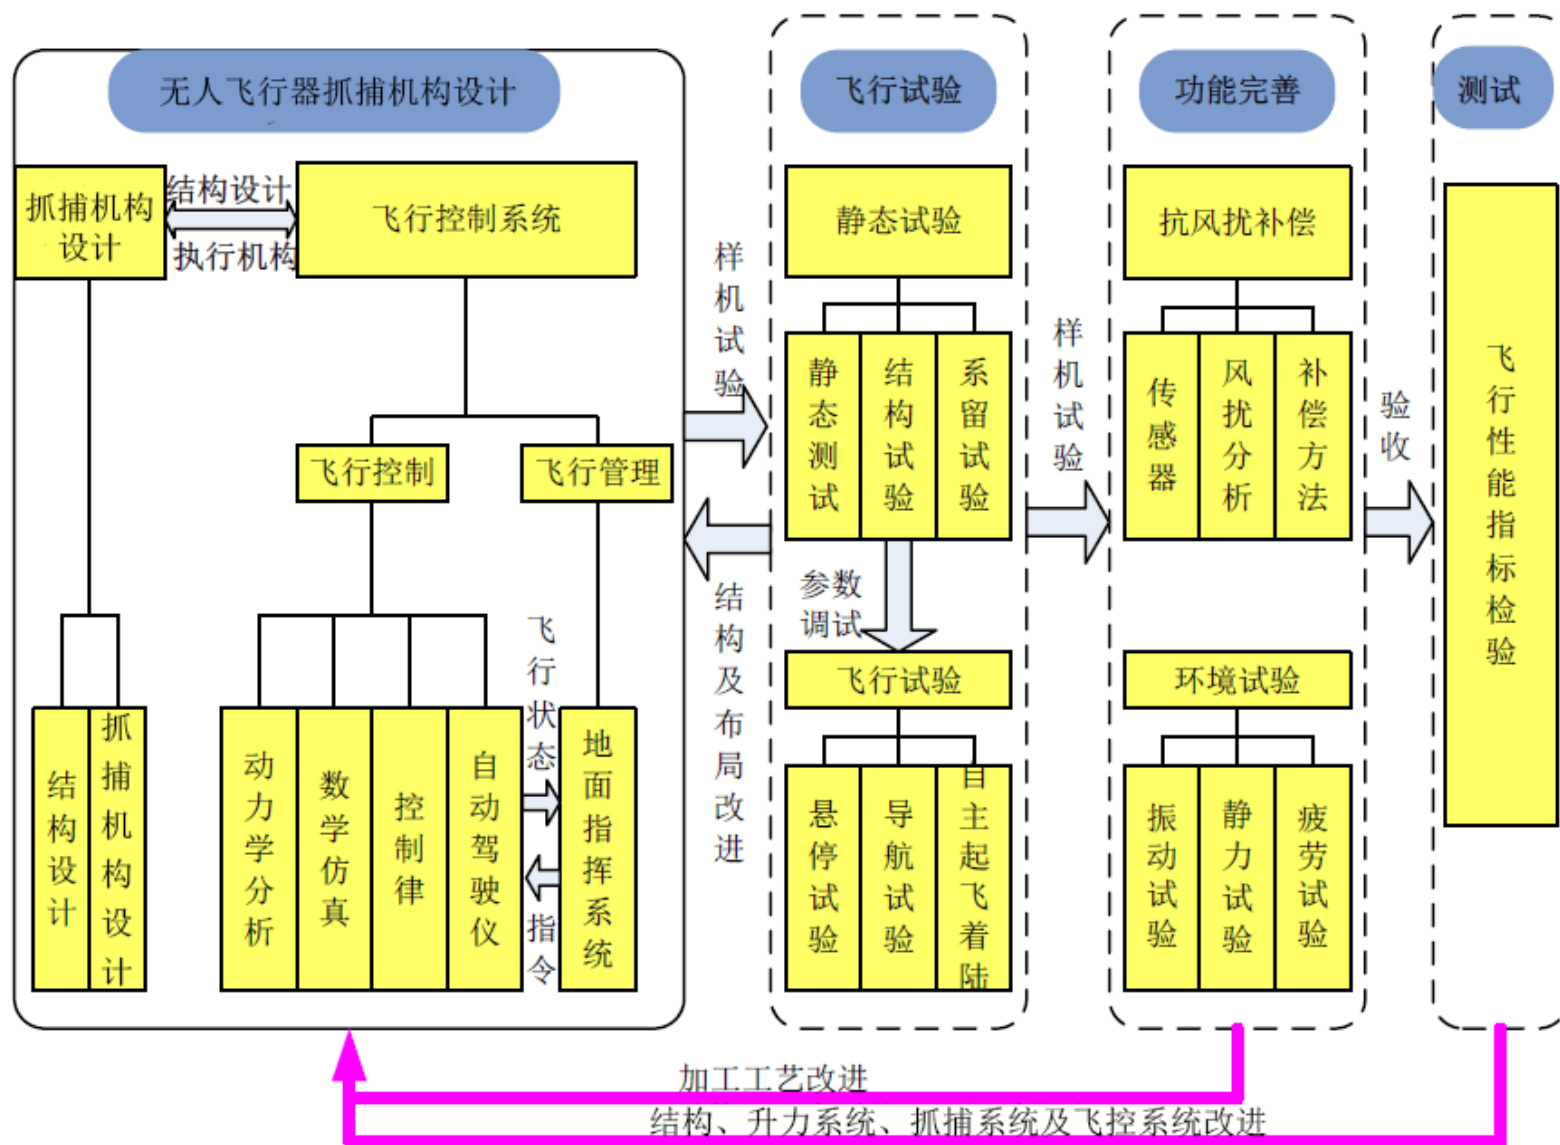 无人飞行器抓捕机构设计
飞行试验
功能完善
测试
抓捕机构
设计
结构设计
执行机构
飞行控制系统
飞行控制
飞行管理
结构设计
抓捕机构设计
动力学分析
数学仿真
控制律
自动驾驶仪
飞行状态
指令
地面指挥系统
样机试验
结构及布局改进
静态试验
静态测试
结构试验
系留试验
参数
调试
飞行试验
悬停试验
导航试验
自主起飞着陆
样机试验
抗风扰补偿
传感器
风扰分析
补偿方法
环境试验
振动试验
静力试验
疲劳试验
验收
飞行性能指标检验
加工工艺改进
结构、升力系统、抓捕系统及飞控系统改进